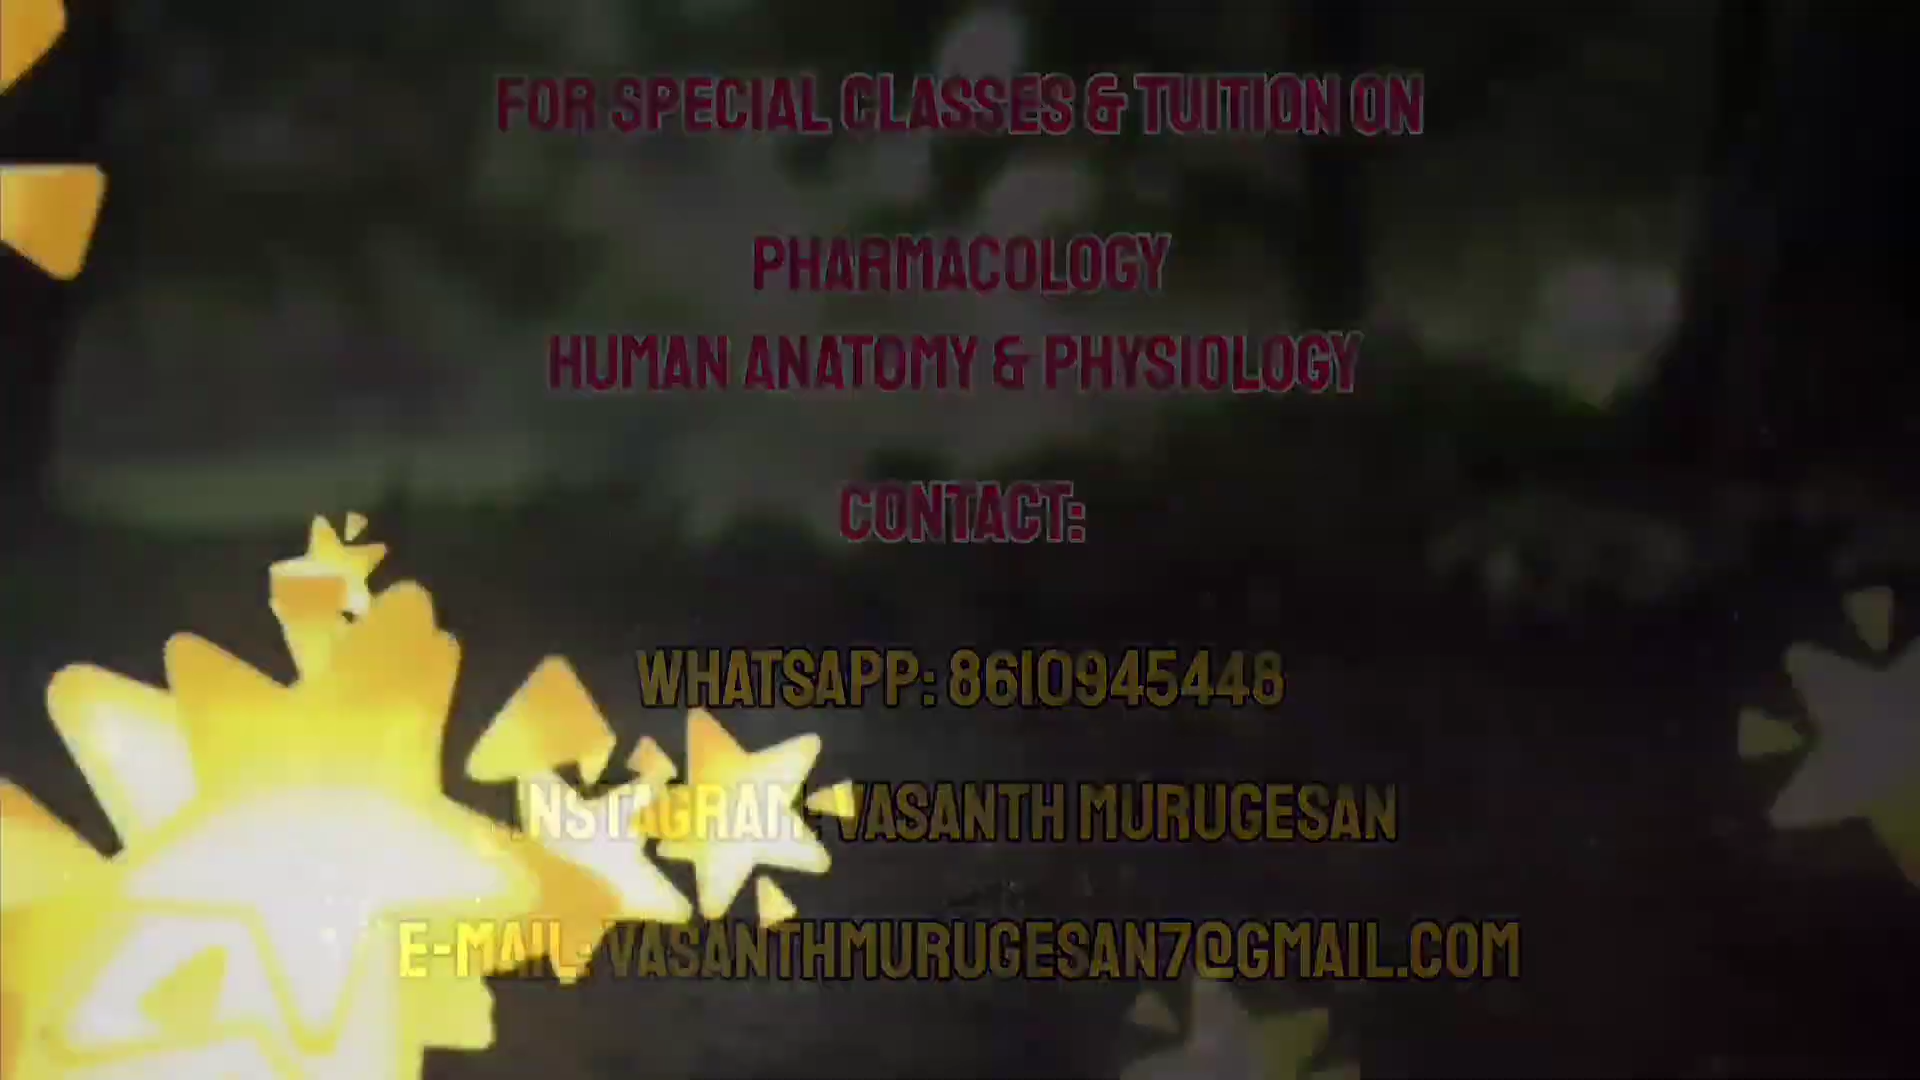 FOR SPECIAL CLASSES & TUITION ON
PHARMACOLOGY
HUMAN ANATOMY & PHYSIOLOGY
CONTACT:
WHATSAPP: 8610945448
INSTAGRAM: VASANTH MURUGESAN
E-MAIL: VASANTHMURUGESAN7@GMAIL.COM